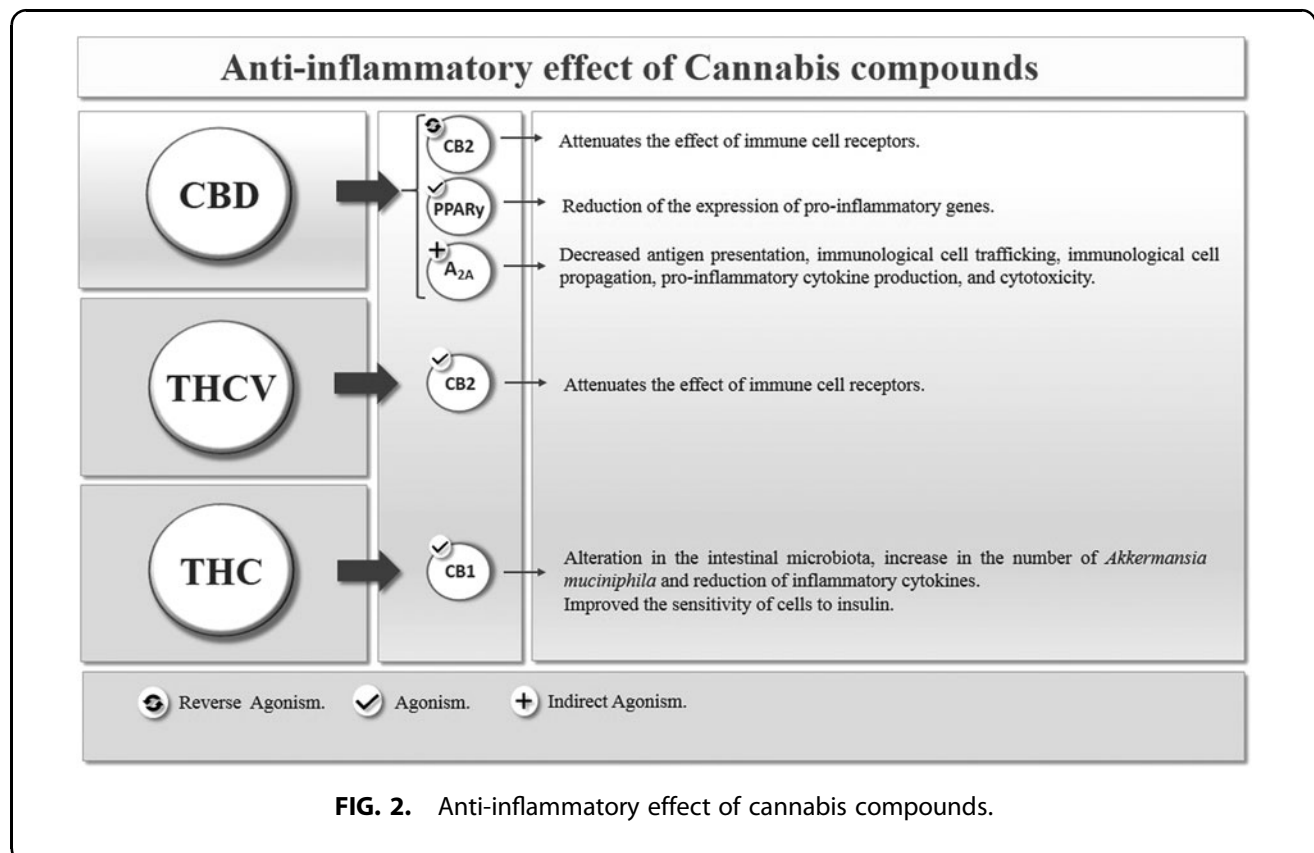 Anti-inflammatory effect of Cannabis compounds
CBD
CB2
Attenuates the effect of immune cell receptors.
PPARγ
Reduction of the expression of pro-inflammatory genes.
A2A
Decreased antigen presentation, immunological cell trafficking, immunological cell
propagation, pro-inflammatory cytokine production, and cytotoxicity.
THCV
CB2
Attenuates the effect of immune cell receptors.
THC
CB1
Alteration in the intestinal microbiota, increase in the number of Akkermansia
muciniphila and reduction of inflammatory cytokines.
Improved the sensitivity of cells to insulin.
Reverse Agonism. Agonism. Indirect Agonism.
FIG. 2. Anti-inflammatory effect of cannabis compounds.